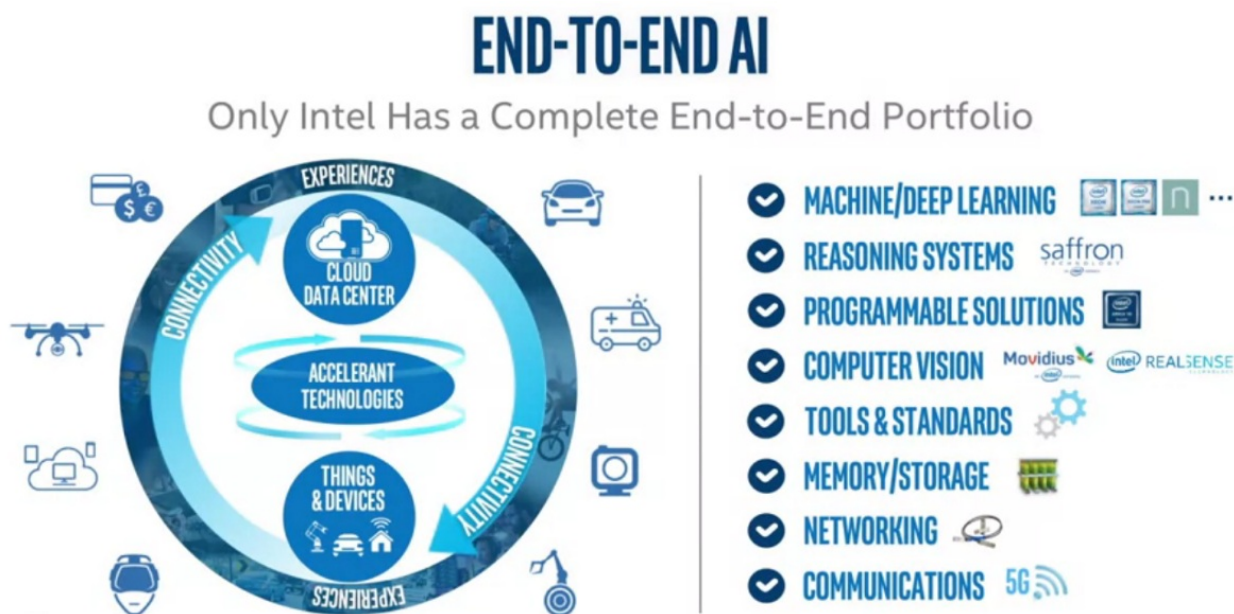 END-TO-END AI
Only Intel Has a Complete End-to-End Portfolio
EXPERIENCES
CONNECTIVITY
CLOUD
DATA CENTER
ACCELERANT
TECHNOLOGIES
THINGS
& DEVICES
CONNECTIVITY
EXPERIENCES
MACHINE/DEEP LEARNING
n
...
REASONING SYSTEMS
saffron
TECHNOLOGY
PROGRAMMABLE SOLUTIONS
COMPUTER VISION
Movidius
intel REALSENSE
TECHNOLOGY
TOOLS & STANDARDS
MEMORY/STORAGE
NETWORKING
COMMUNICATIONS
5G